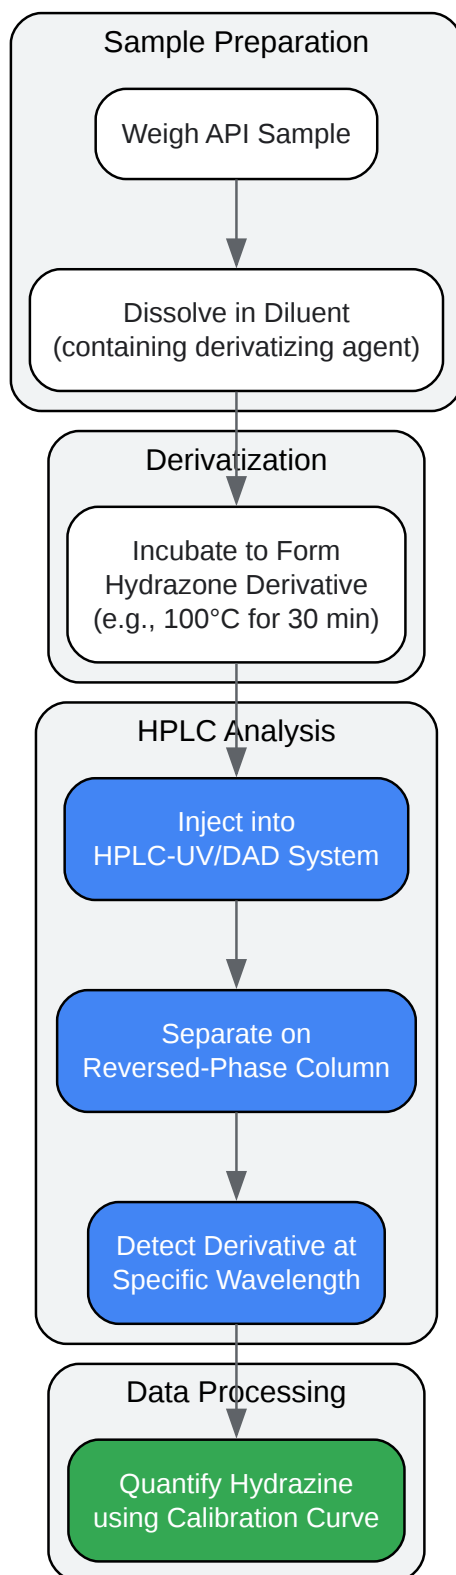 Sample Preparation
Weigh API Sample
Dissolve in Diluent
(containing derivatizing agent)
Derivatization
Incubate to Form
Hydrazone Derivative
(e.g., 100°C for 30 min)
HPLC Analysis
Inject into
HPLC-UV/DAD System
Separate on
Reversed-Phase Column
Detect Derivative at
Specific Wavelength
Data Processing
Quantify Hydrazine
using Calibration Curve